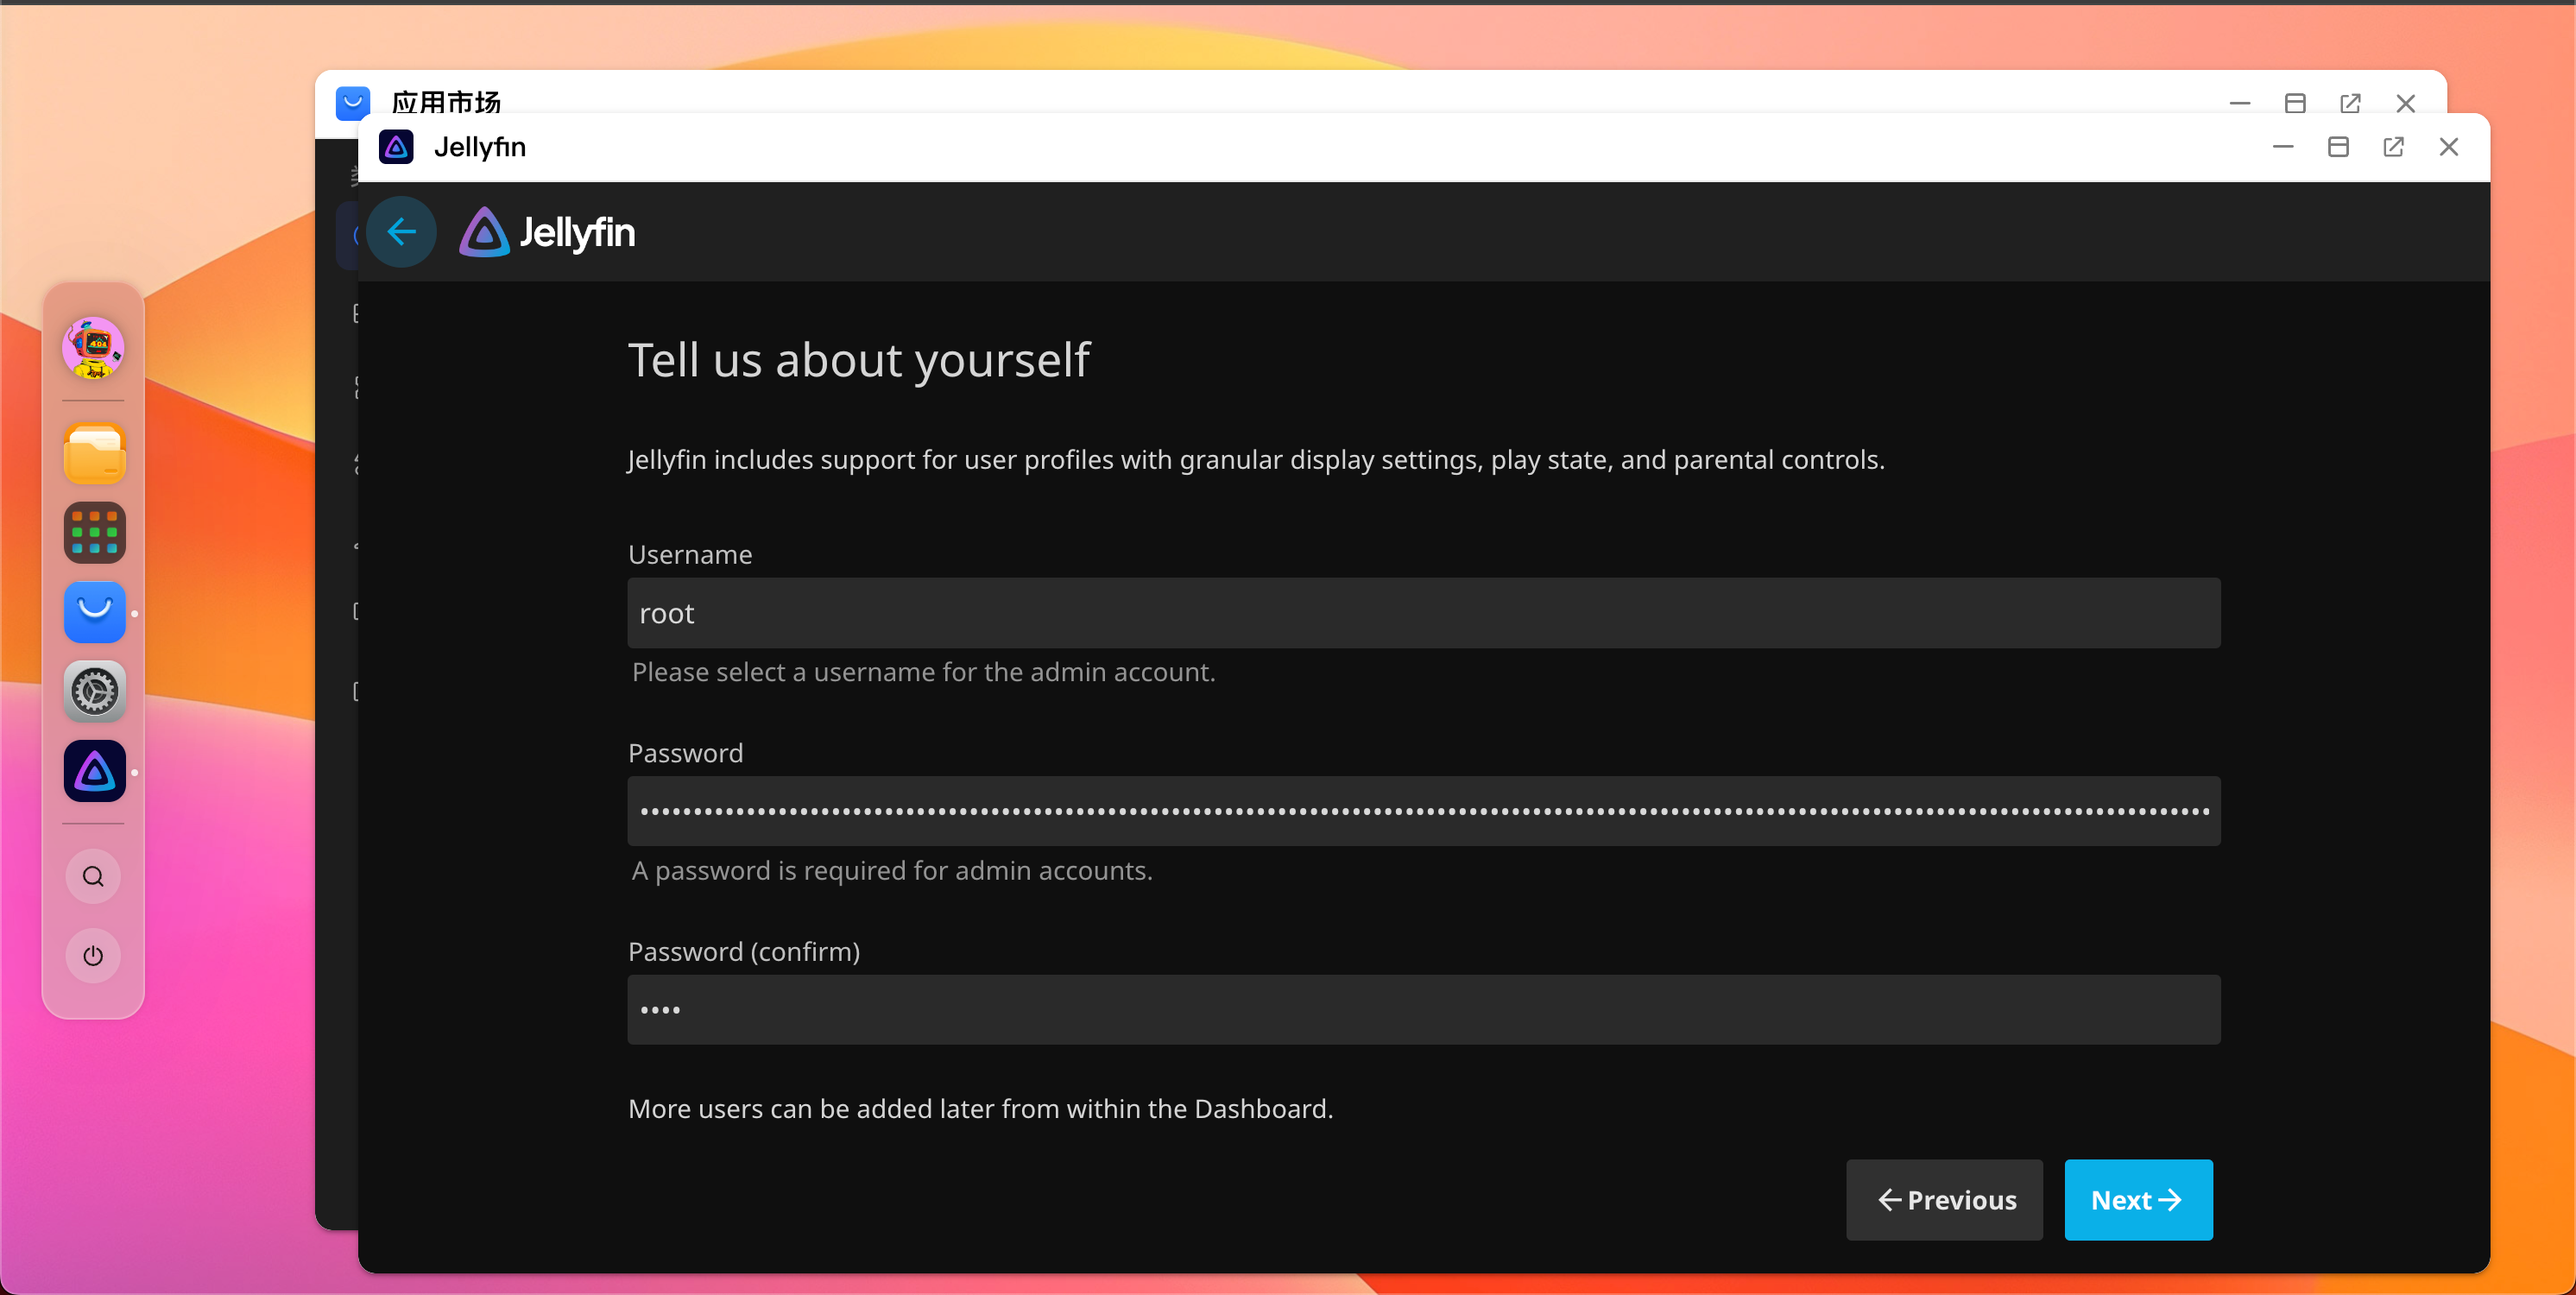 应用市场
Jellyfin
Jellyfin
Tell us about yourself
Jellyfin includes support for user profiles with granular display settings, play state, and parental controls.
Username
root
Please select a username for the admin account.
Password
A password is required for admin accounts.
Password (confirm)
More users can be added later from within the Dashboard.
Previous
Next